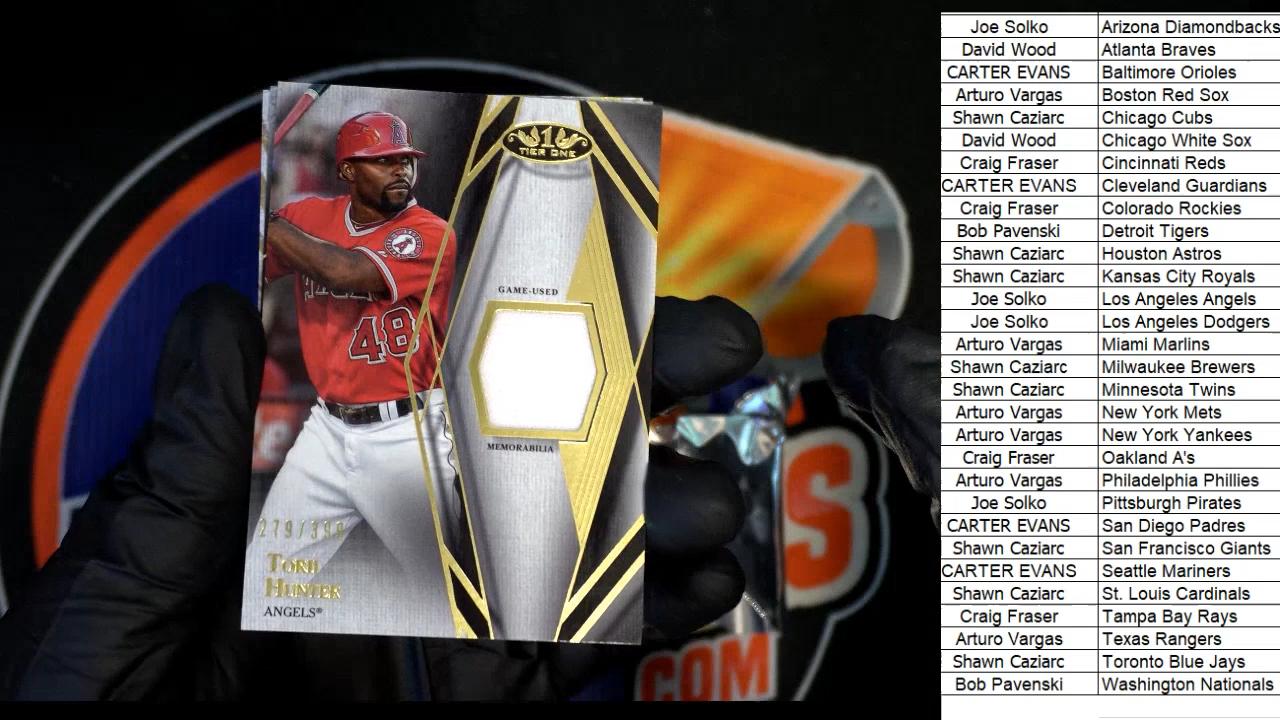 1
TIER ONE
A
A
48
GAME-USED
MEMORABILIA
279/399
TORII
HUNTER
ANGELS®
S
COM
Joe Solko Arizona Diamondbacks
David Wood Atlanta Braves
CARTER EVANS Baltimore Orioles
Arturo Vargas Boston Red Sox
Shawn Caziarc Chicago Cubs
David Wood Chicago White Sox
Craig Fraser Cincinnati Reds
CARTER EVANS Cleveland Guardians
Craig Fraser Colorado Rockies
Bob Pavenski Detroit Tigers
Shawn Caziarc Houston Astros
Shawn Caziarc Kansas City Royals
Joe Solko Los Angeles Angels
Joe Solko Los Angeles Dodgers
Arturo Vargas Miami Marlins
Shawn Caziarc Milwaukee Brewers
Shawn Caziarc Minnesota Twins
Arturo Vargas New York Mets
Arturo Vargas New York Yankees
Craig Fraser Oakland A's
Arturo Vargas Philadelphia Phillies
Joe Solko Pittsburgh Pirates
CARTER EVANS San Diego Padres
Shawn Caziarc San Francisco Giants
CARTER EVANS Seattle Mariners
Shawn Caziarc St. Louis Cardinals
Craig Fraser Tampa Bay Rays
Arturo Vargas Texas Rangers
Shawn Caziarc Toronto Blue Jays
Bob Pavenski Washington Nationals